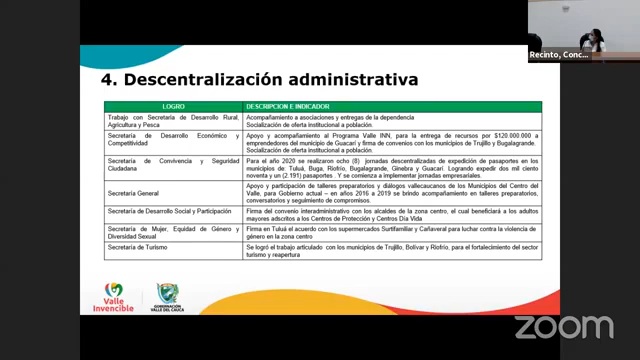 Recinto, Conc...
4. Descentralización administrativa
LOGRO
DESCRIPCION E INDICADOR
Trabajo con Secretaría de Desarrollo Rural,
Agricultura y Pesca
Acompañamiento a asociaciones y entregas de la dependencia
Socialización de oferta institucional a población
Secretaría de Desarrollo Económico y
Competitividad
Apoyo y acompañamiento al Programa Valle INN, para la entrega de recursos por $120.000.000 a
emprendedores del municipio de Guacarí y firma de convenios con los municipios de Trujillo y Bugalagrande.
Socialización de oferta institucional a población.
Secretaría de Convivencia y Seguridad
Ciudadana
Para el año 2020 se realizaron ocho (8) jornadas descentralizadas de expedición de pasaportes en los
municipios de: Tuluá, Buga, Riofrío, Bugalagrande, Ginebra y Guacarí. Logrando expedir dos mil ciento
noventa y un (2.191) pasaportes . Y se comienza a implementar jornadas empresariales.
Secretaría General
Apoyo y participación de talleres preparatorios y diálogos vallecaucanos de los Municipios del Centro del
Valle, para Gobierno actual – en años 2016 a 2019 se brindo acompañamiento en talleres preparatorios,
conversatorios y seguimiento de compromisos.
Secretaría de Desarrollo Social y Participación
Firma del convenio interadministrativo con los alcaldes de la zona centro, el cual beneficiará a los adultos
mayores adscritos a los Centros de Protección y Centros Día Vida
Secretaría de Mujer, Equidad de Género y
Diversidad Sexual
Firma en Tuluá el acuerdo con los supermercados Surtifamiliar y Cañaveral para luchar contra la violencia de
género en la zona centro
Secretaría de Turismo
Se logró el trabajo articulado con los municipios de Trujillo, Bolívar y Riofrío, para el fortalecimiento del sector
turismo y reapertura
Valle
Invencible
GOBERNACIÓN
VALLE DEL CAUCA
zoom